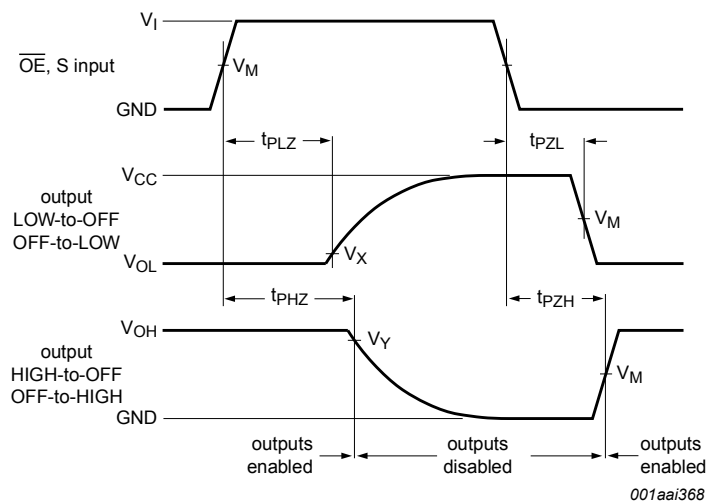 V_I
O̅E̅, S input
V_M
GND
t_PLZ
t_PZL
V_CC
output
LOW-to-OFF
OFF-to-LOW
V_M
V_OL
V_X
t_PHZ
t_PZH
V_OH
output
HIGH-to-OFF
OFF-to-HIGH
V_Y
V_M
GND
outputs
enabled
outputs
disabled
outputs
enabled
001aai368